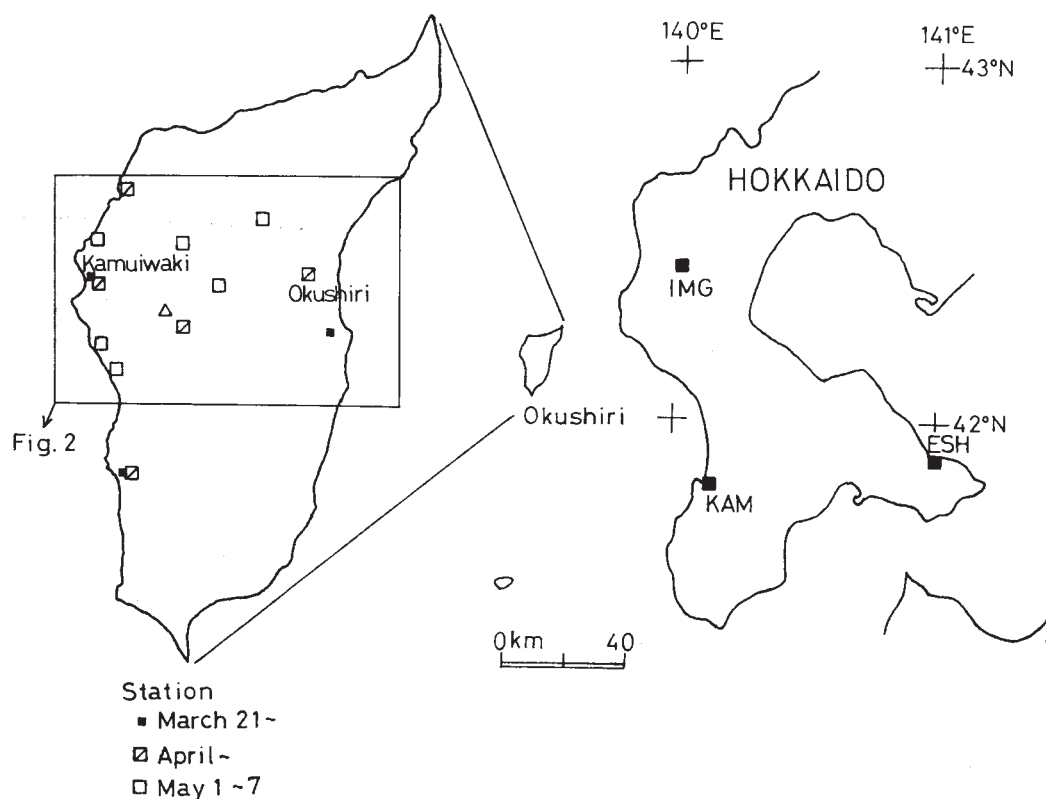 140°E
141°E
43°N
HOKKAIDO
Kamuiwaki
Okushiri
IMG
Okushiri
42°N
ESH
Fig. 2
KAM
0km 40
Station
March 21~
April~
May 1~7